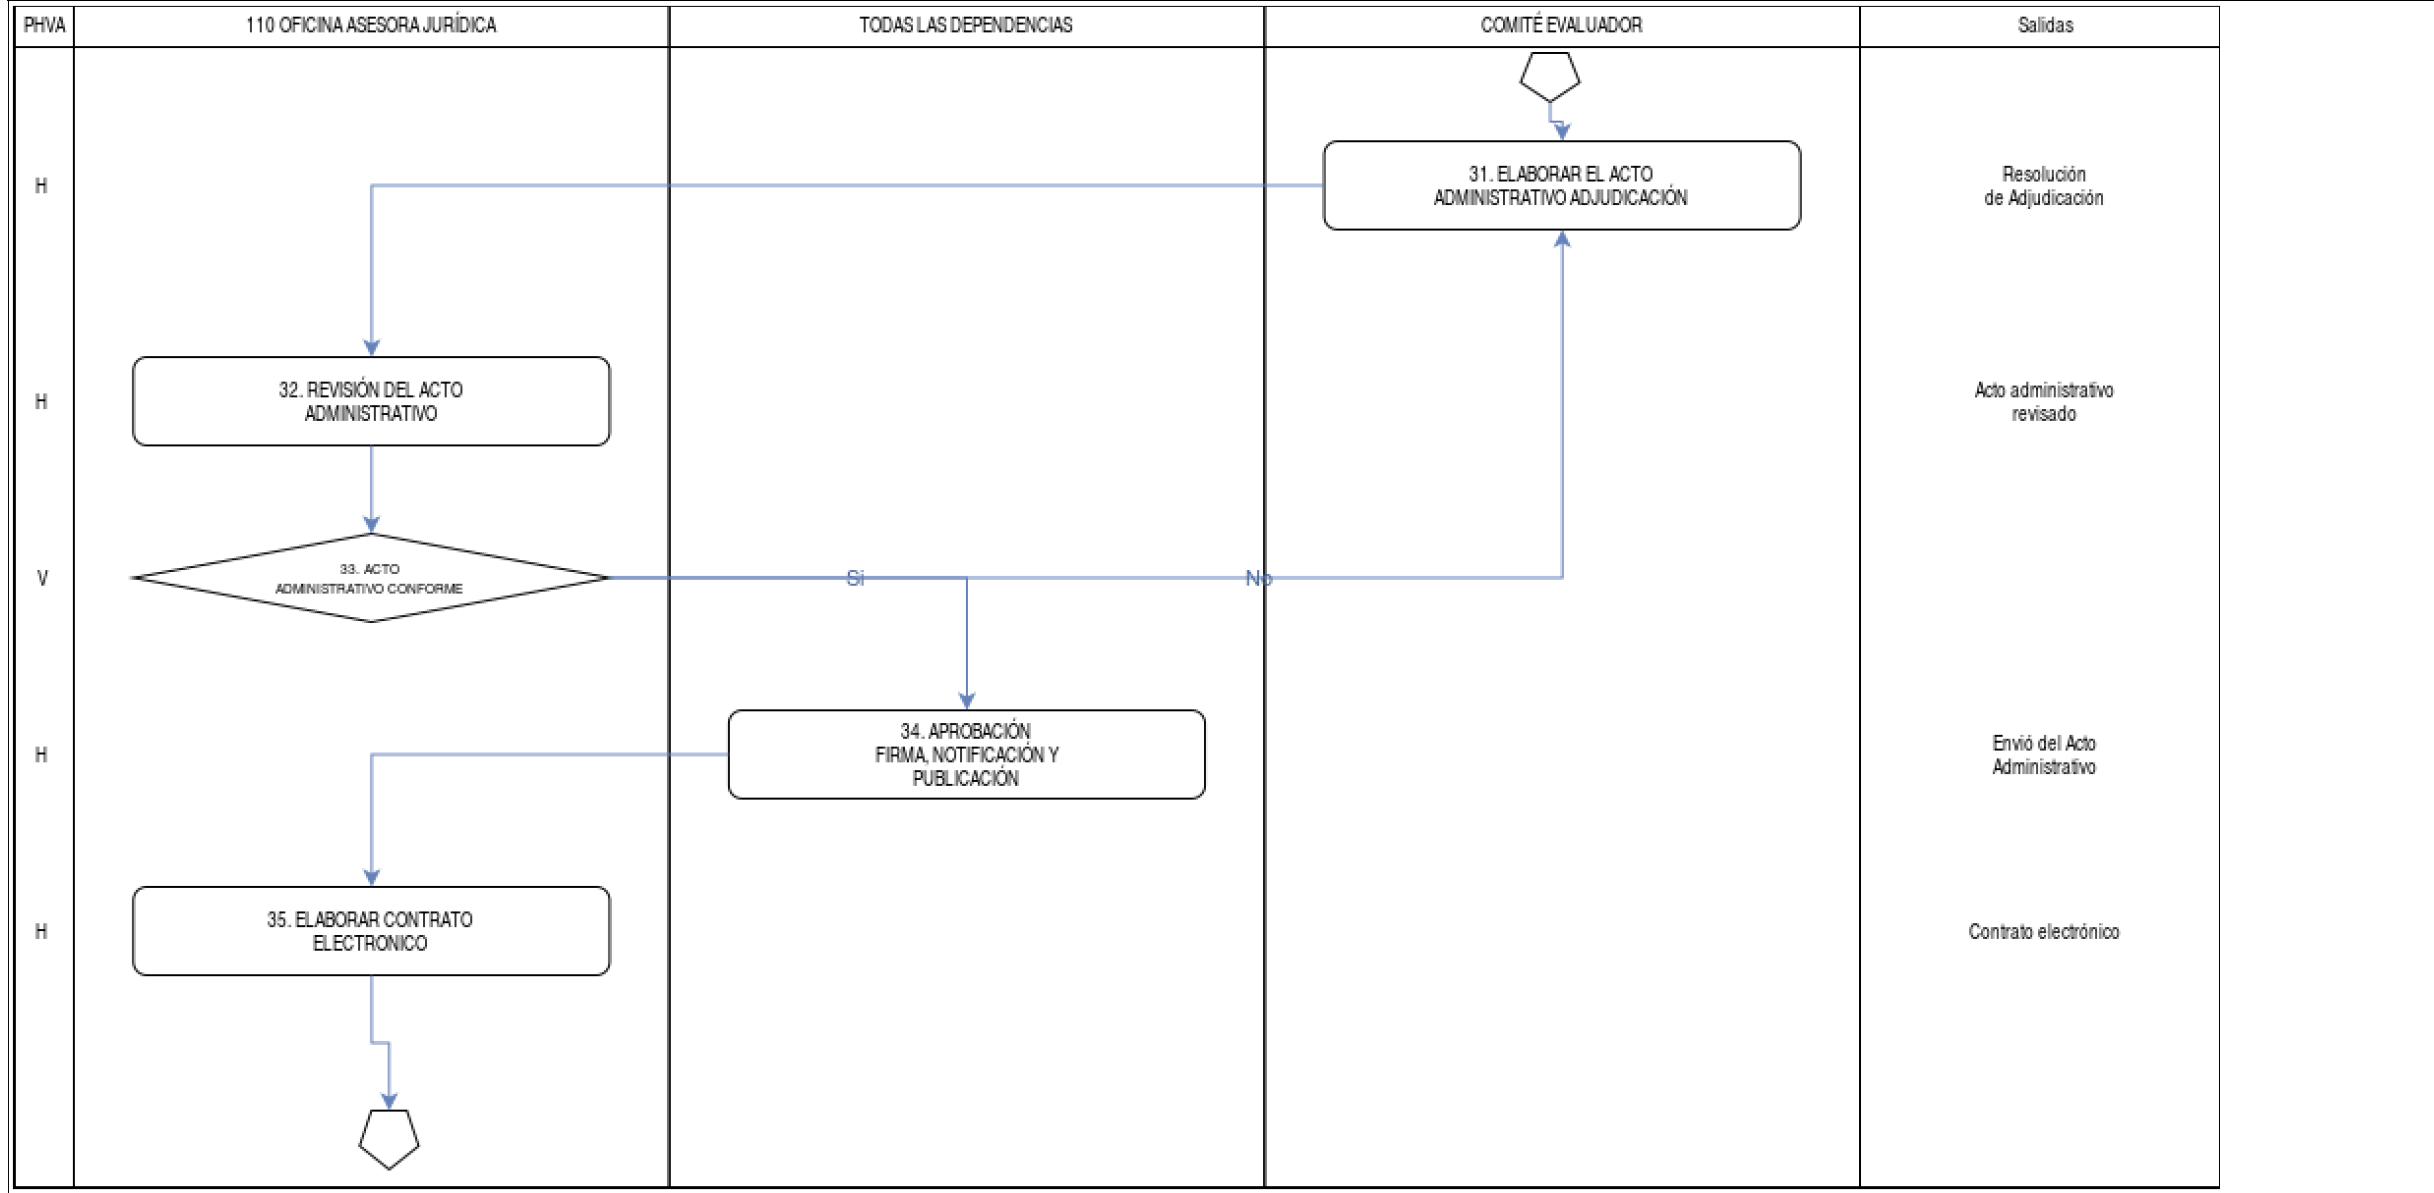 PHVA
110 OFICINA ASESORA JURÍDICA
TODAS LAS DEPENDENCIAS
COMITÉ EVALUADOR
Salidas
H
31. ELABORAR EL ACTO
ADMINISTRATIVO ADJUDICACIÓN
Resolución
de Adjudicación
H
32. REVISIÓN DEL ACTO
ADMINISTRATIVO
Acto administrativo
revisado
V
33. ACTO
ADMINISTRATIVO CONFORME
Si
No
H
34. APROBACIÓN
FIRMA, NOTIFICACIÓN Y
PUBLICACIÓN
Envió del Acto
Administrativo
H
35. ELABORAR CONTRATO
ELECTRONICO
Contrato electrónico